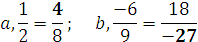 a, 1/2 = 4/8 ; b, -6/9 = 18/-27